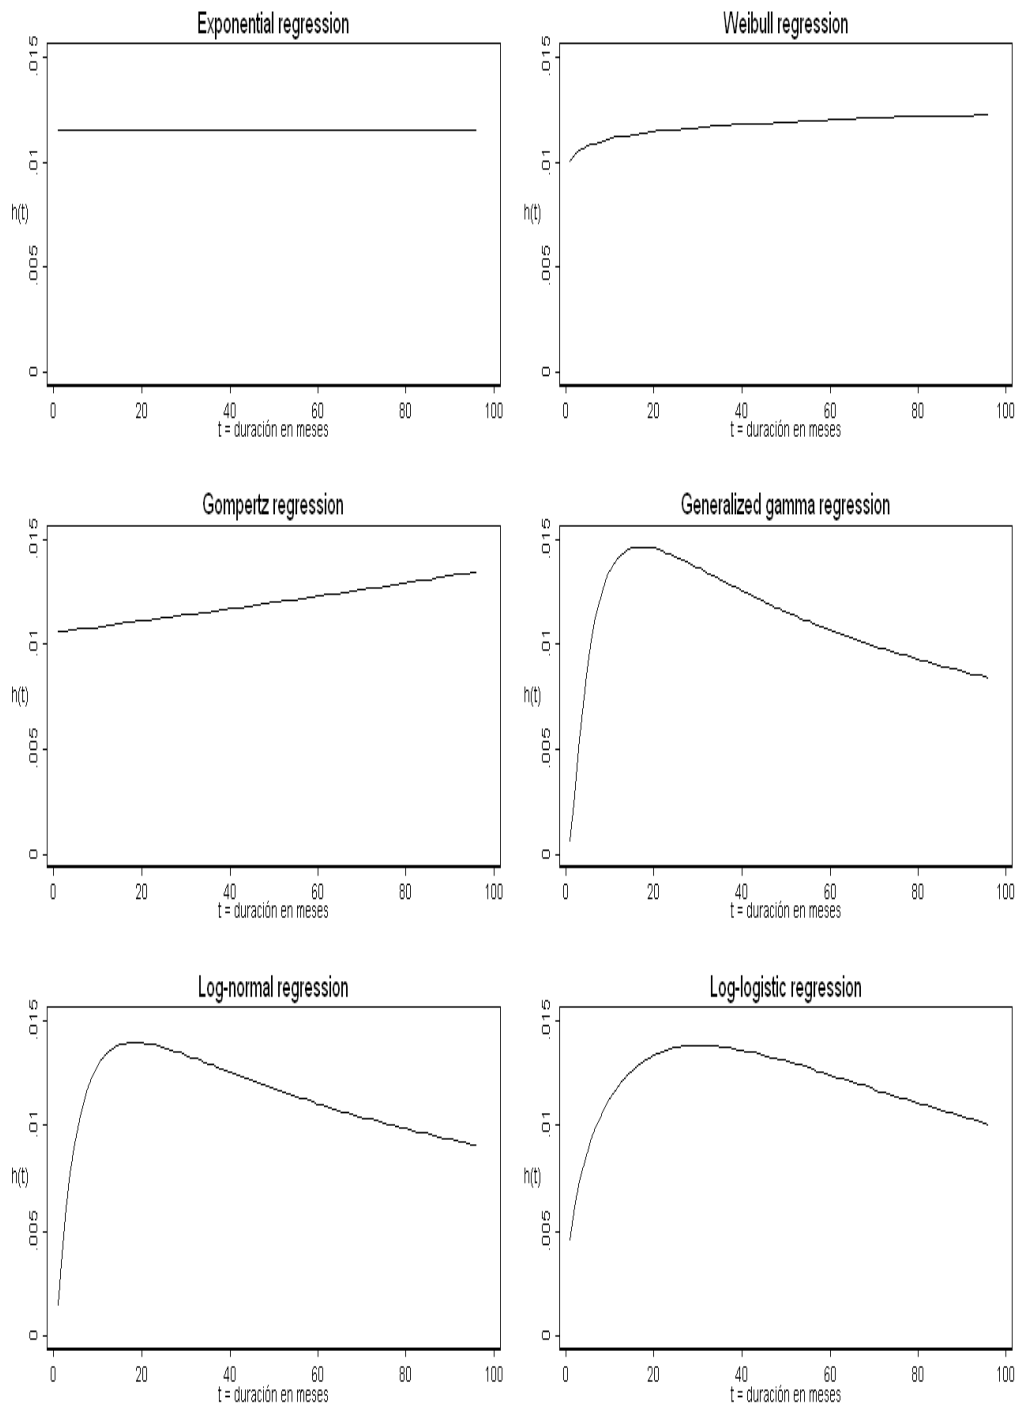 Exponential regression
.015
.01
h(t)
.005
0
0 20 40 60 80 100
t = duración en meses
Weibull regression
.015
.01
h(t)
.005
0
0 20 40 60 80 100
t = duración en meses
Gompertz regression
.015
.01
h(t)
.005
0
0 20 40 60 80 100
t = duración en meses
Generalized gamma regression
.015
.01
h(t)
.005
0
0 20 40 60 80 100
t = duración en meses
Log-normal regression
.015
.01
h(t)
.005
0
0 20 40 60 80 100
t = duración en meses
Log-logistic regression
.015
.01
h(t)
.005
0
0 20 40 60 80 100
t = duración en meses